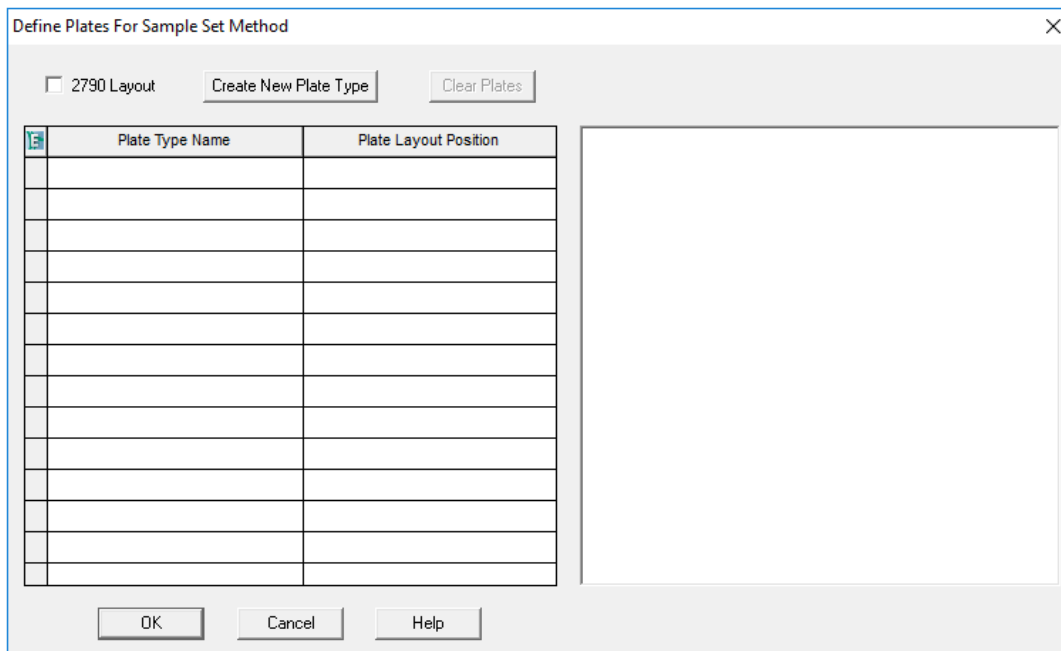 Define Plates For Sample Set Method
2790 Layout Create New Plate Type Clear Plates
Plate Type Name Plate Layout Position
OK Cancel Help